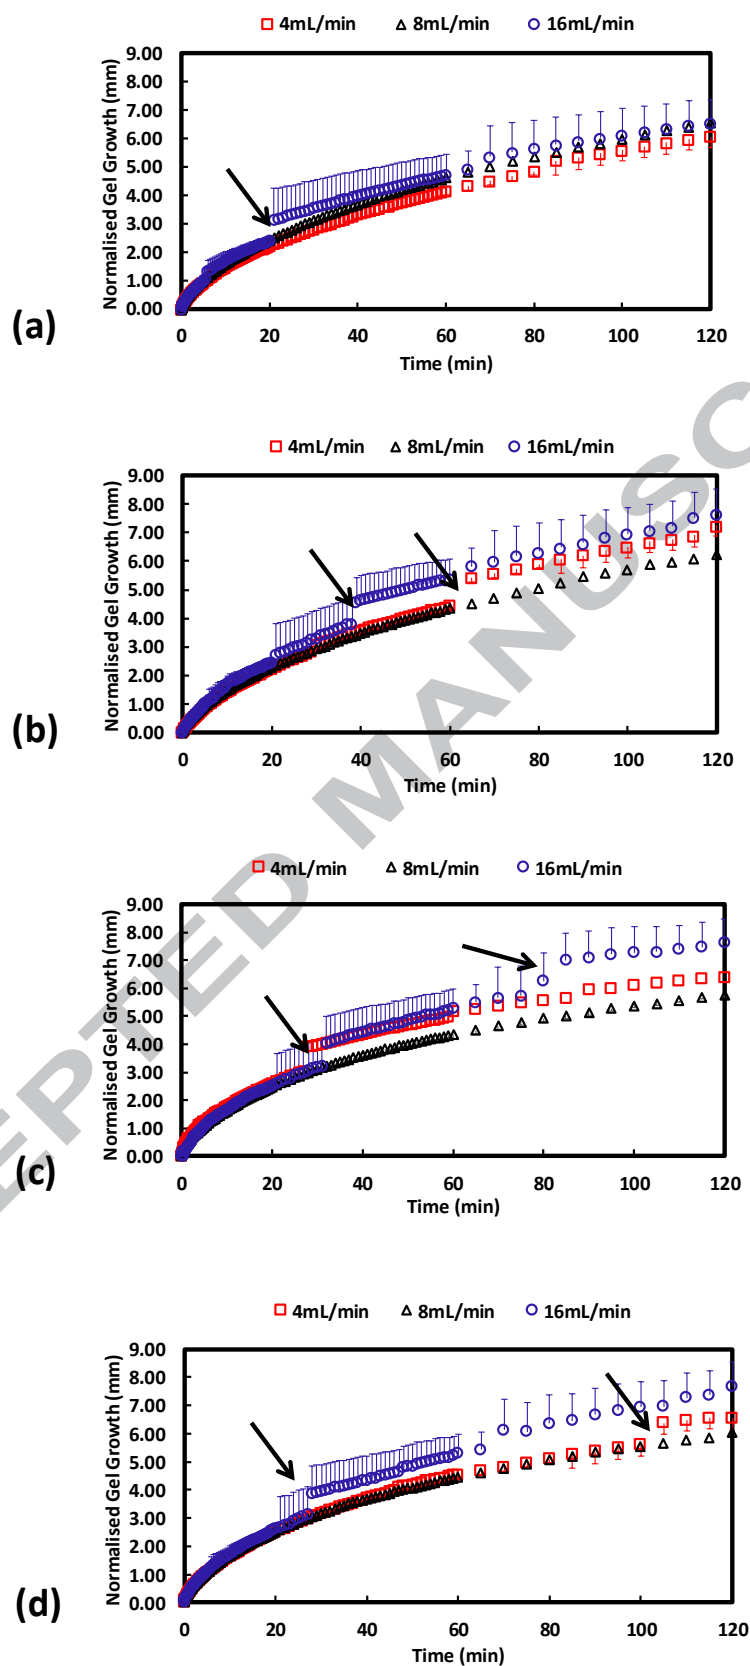 4mL/min 8mL/min 16mL/min
9.00
8.00
7.00
6.00
5.00
4.00
3.00
2.00
1.00
0.00
Normalised Gel Growth (mm)
0 20 40 60 80 100 120
Time (min)
(a)
4mL/min 8mL/min 16mL/min
9.00
8.00
7.00
6.00
5.00
4.00
3.00
2.00
1.00
0.00
Normalised Gel Growth (mm)
0 20 40 60 80 100 120
Time (min)
(b)
4mL/min 8mL/min 16mL/min
9.00
8.00
7.00
6.00
5.00
4.00
3.00
2.00
1.00
0.00
Normalised Gel Growth (mm)
0 20 40 60 80 100 120
Time (min)
(c)
4mL/min 8mL/min 16mL/min
9.00
8.00
7.00
6.00
5.00
4.00
3.00
2.00
1.00
0.00
Normalised Gel Growth (mm)
0 20 40 60 80 100 120
Time (min)
(d)
EPTED MANUSC